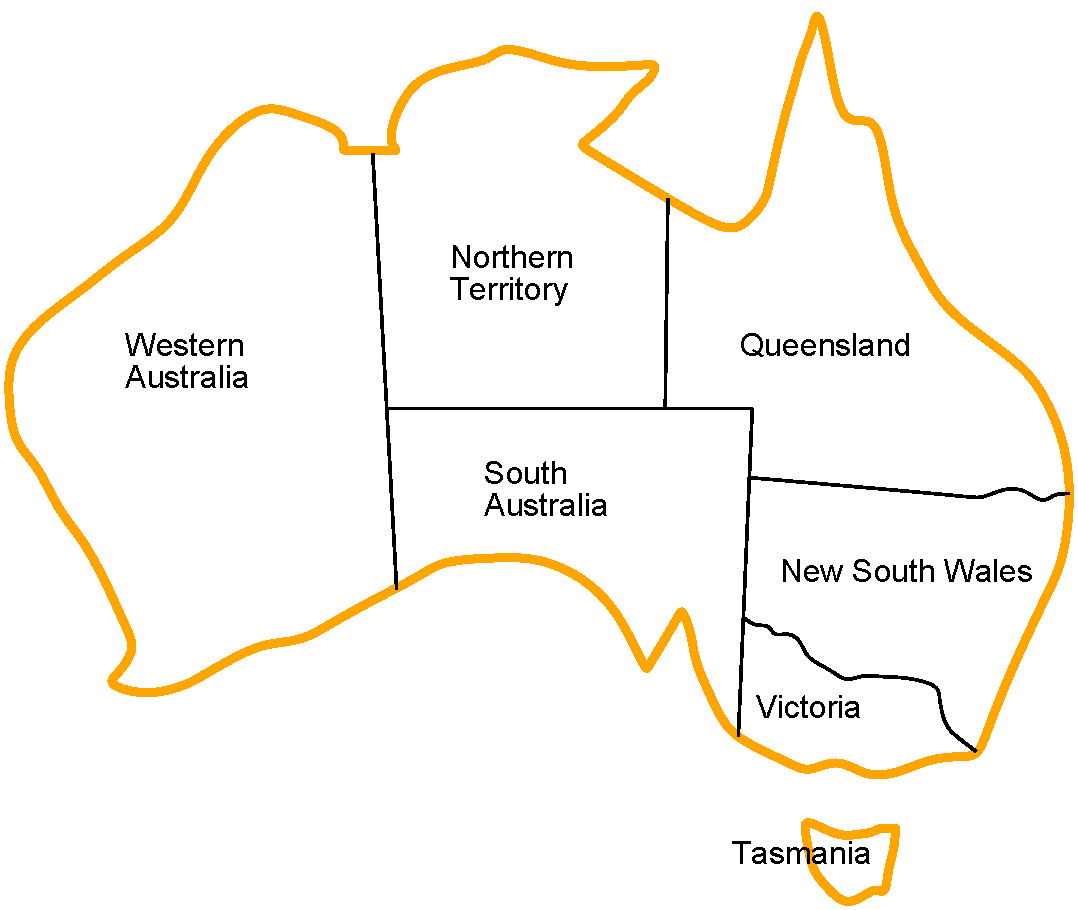 Northern
Territory
Western
Australia
Queensland
South
Australia
New South Wales
Victoria
Tasmania